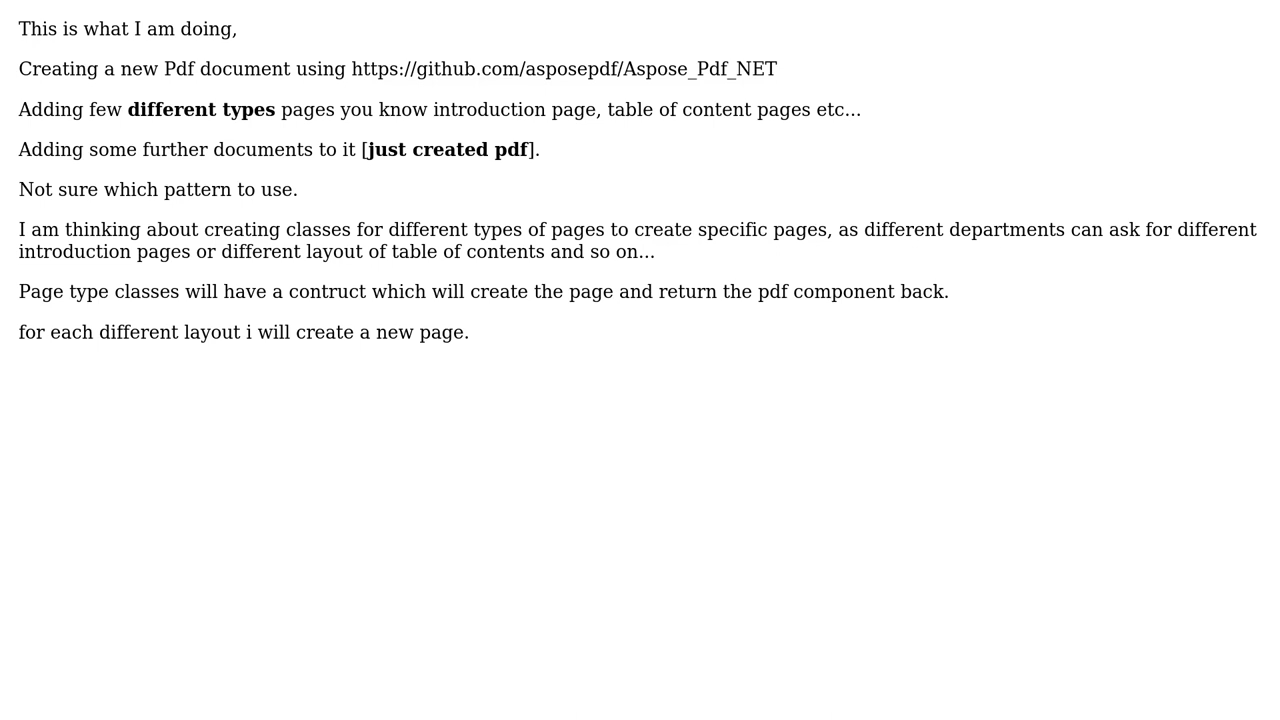 This is what I am doing,
Creating a new Pdf document using https://github.com/asposepdf/Aspose_Pdf_NET
Adding few different types pages you know introduction page, table of content pages etc...
Adding some further documents to it [just created pdf].
Not sure which pattern to use.
I am thinking about creating classes for different types of pages to create specific pages, as different departments can ask for different
introduction pages or different layout of table of contents and so on...
Page type classes will have a contruct which will create the page and return the pdf component back.
for each different layout i will create a new page.